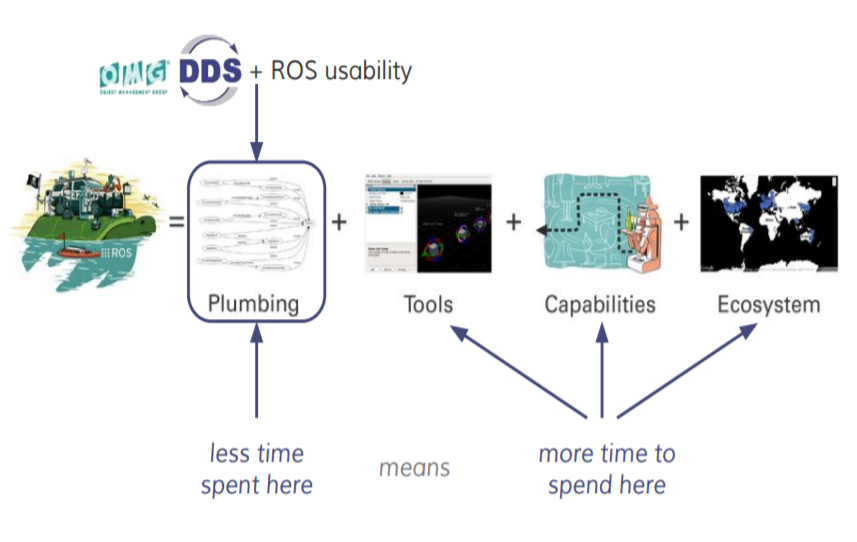 OMG DDS + ROS usability
OBJECT MANAGEMENT GROUP
ROS
= + + +
Plumbing Tools Capabilities Ecosystem
less time
spent here
means
more time to
spend here